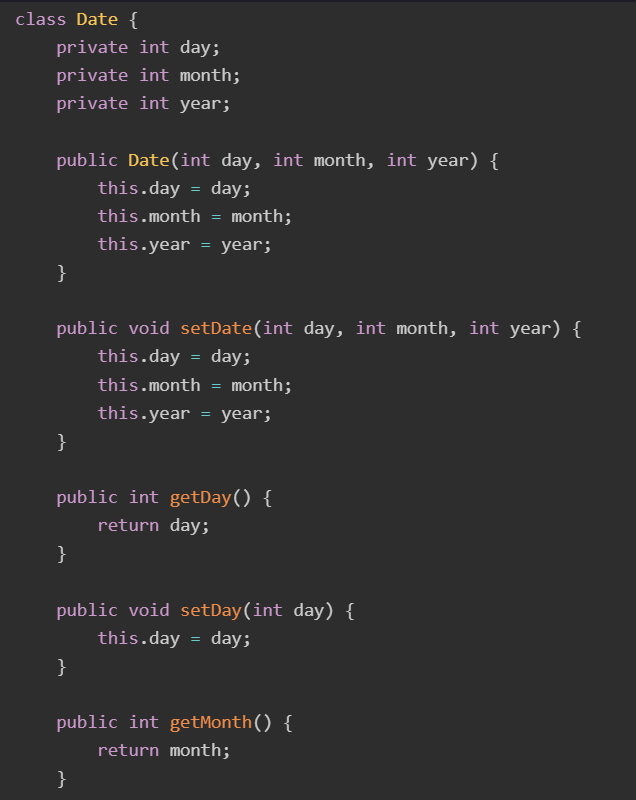 class Date {
    private int day;
    private int month;
    private int year;

    public Date(int day, int month, int year) {
        this.day = day;
        this.month = month;
        this.year = year;
    }

    public void setDate(int day, int month, int year) {
        this.day = day;
        this.month = month;
        this.year = year;
    }

    public int getDay() {
        return day;
    }

    public void setDay(int day) {
        this.day = day;
    }

    public int getMonth() {
        return month;
    }